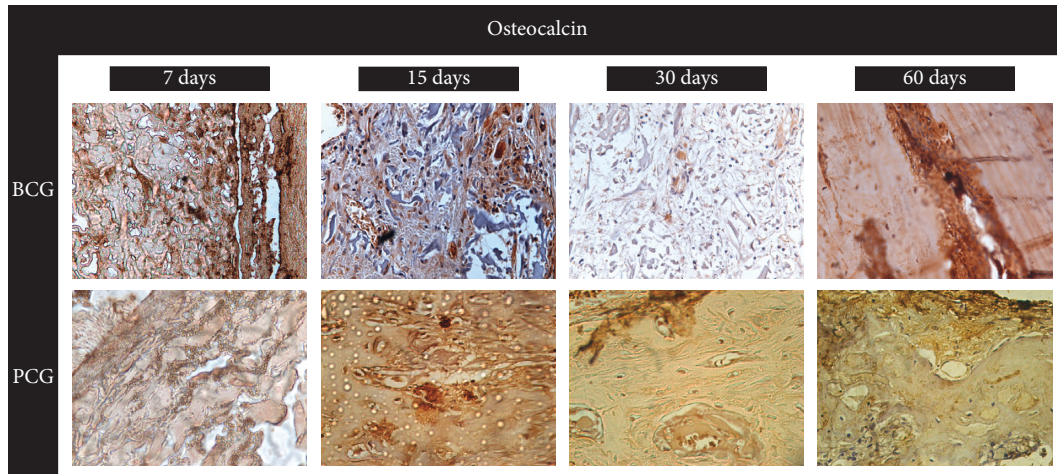 Osteocalcin
7 days
15 days
30 days
60 days
BCG
PCG